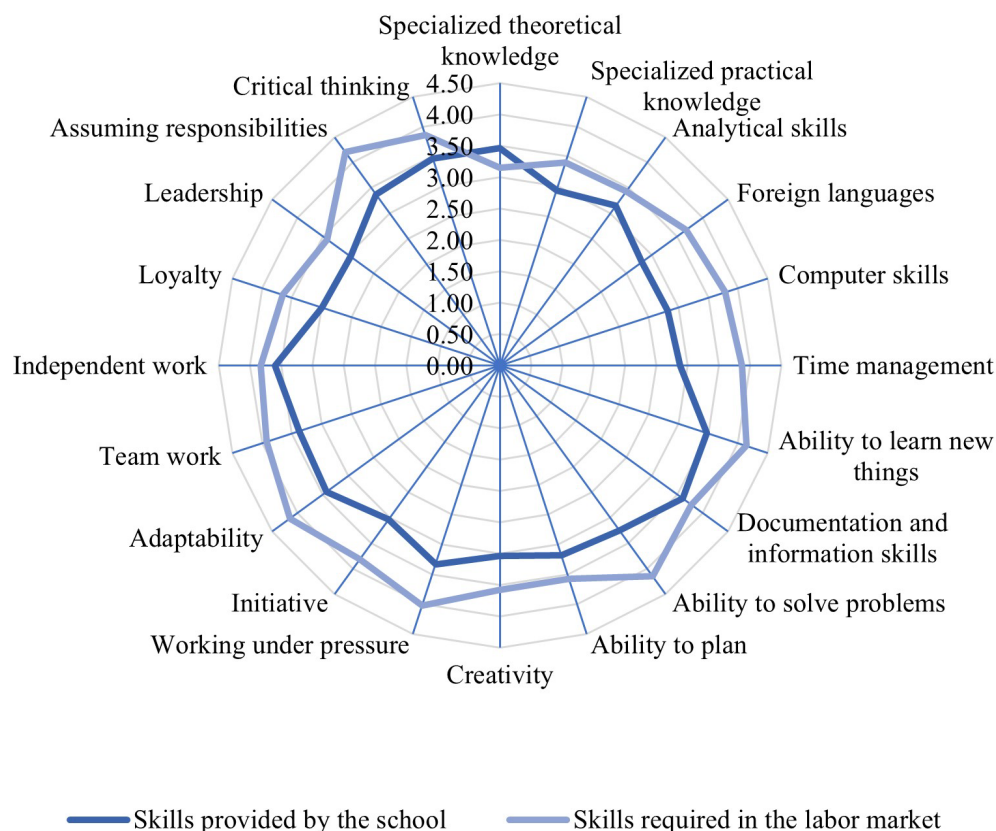 Specialized theoretical
knowledge
Specialized practical
knowledge
Analytical skills
Foreign languages
Computer skills
Time management
Ability to learn new
things
Documentation and
information skills
Ability to solve problems
Ability to plan
Creativity
Working under pressure
Initiative
Adaptability
Team work
Independent work
Loyalty
Leadership
Assuming responsibilities
Critical thinking
4.50
4.00
3.50
3.00
2.50
2.00
1.50
1.00
0.50
0.00
Skills provided by the school
Skills required in the labor market